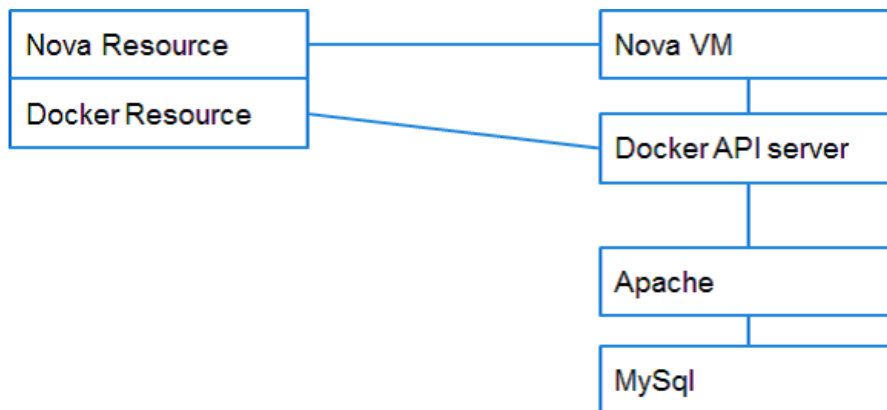 Nova Resource
Docker Resource
Nova VM
Docker API server
Apache
MySql